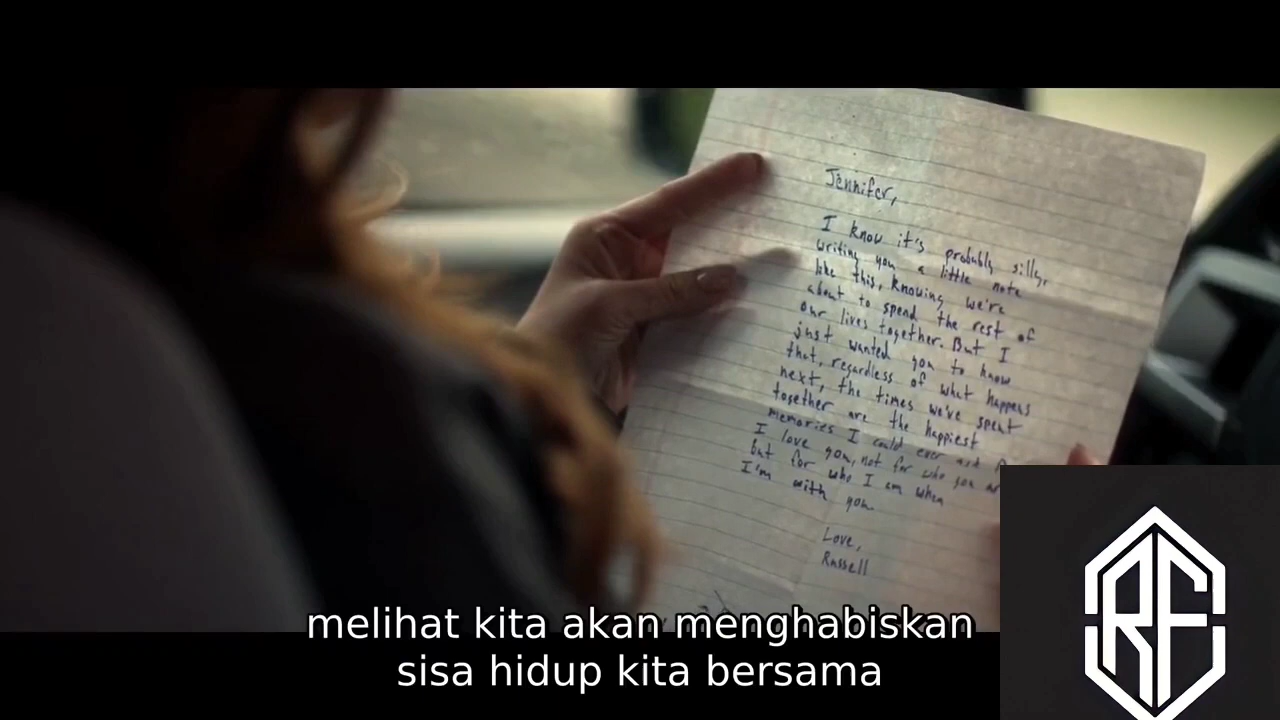 Jennifer,
I know it's probably silly,
writing you a little note
like this, knowing we're
about to spend the rest of
our lives together. But I
just wanted you to know
that, regardless of what happens
next, the times we've spent
together are the happiest
memories I could ever ask
I love you, not for who you
but for who I am when
I'm with you
Love,
Russell
melihat kita akan menghabiskan
sisa hidup kita bersama
RF